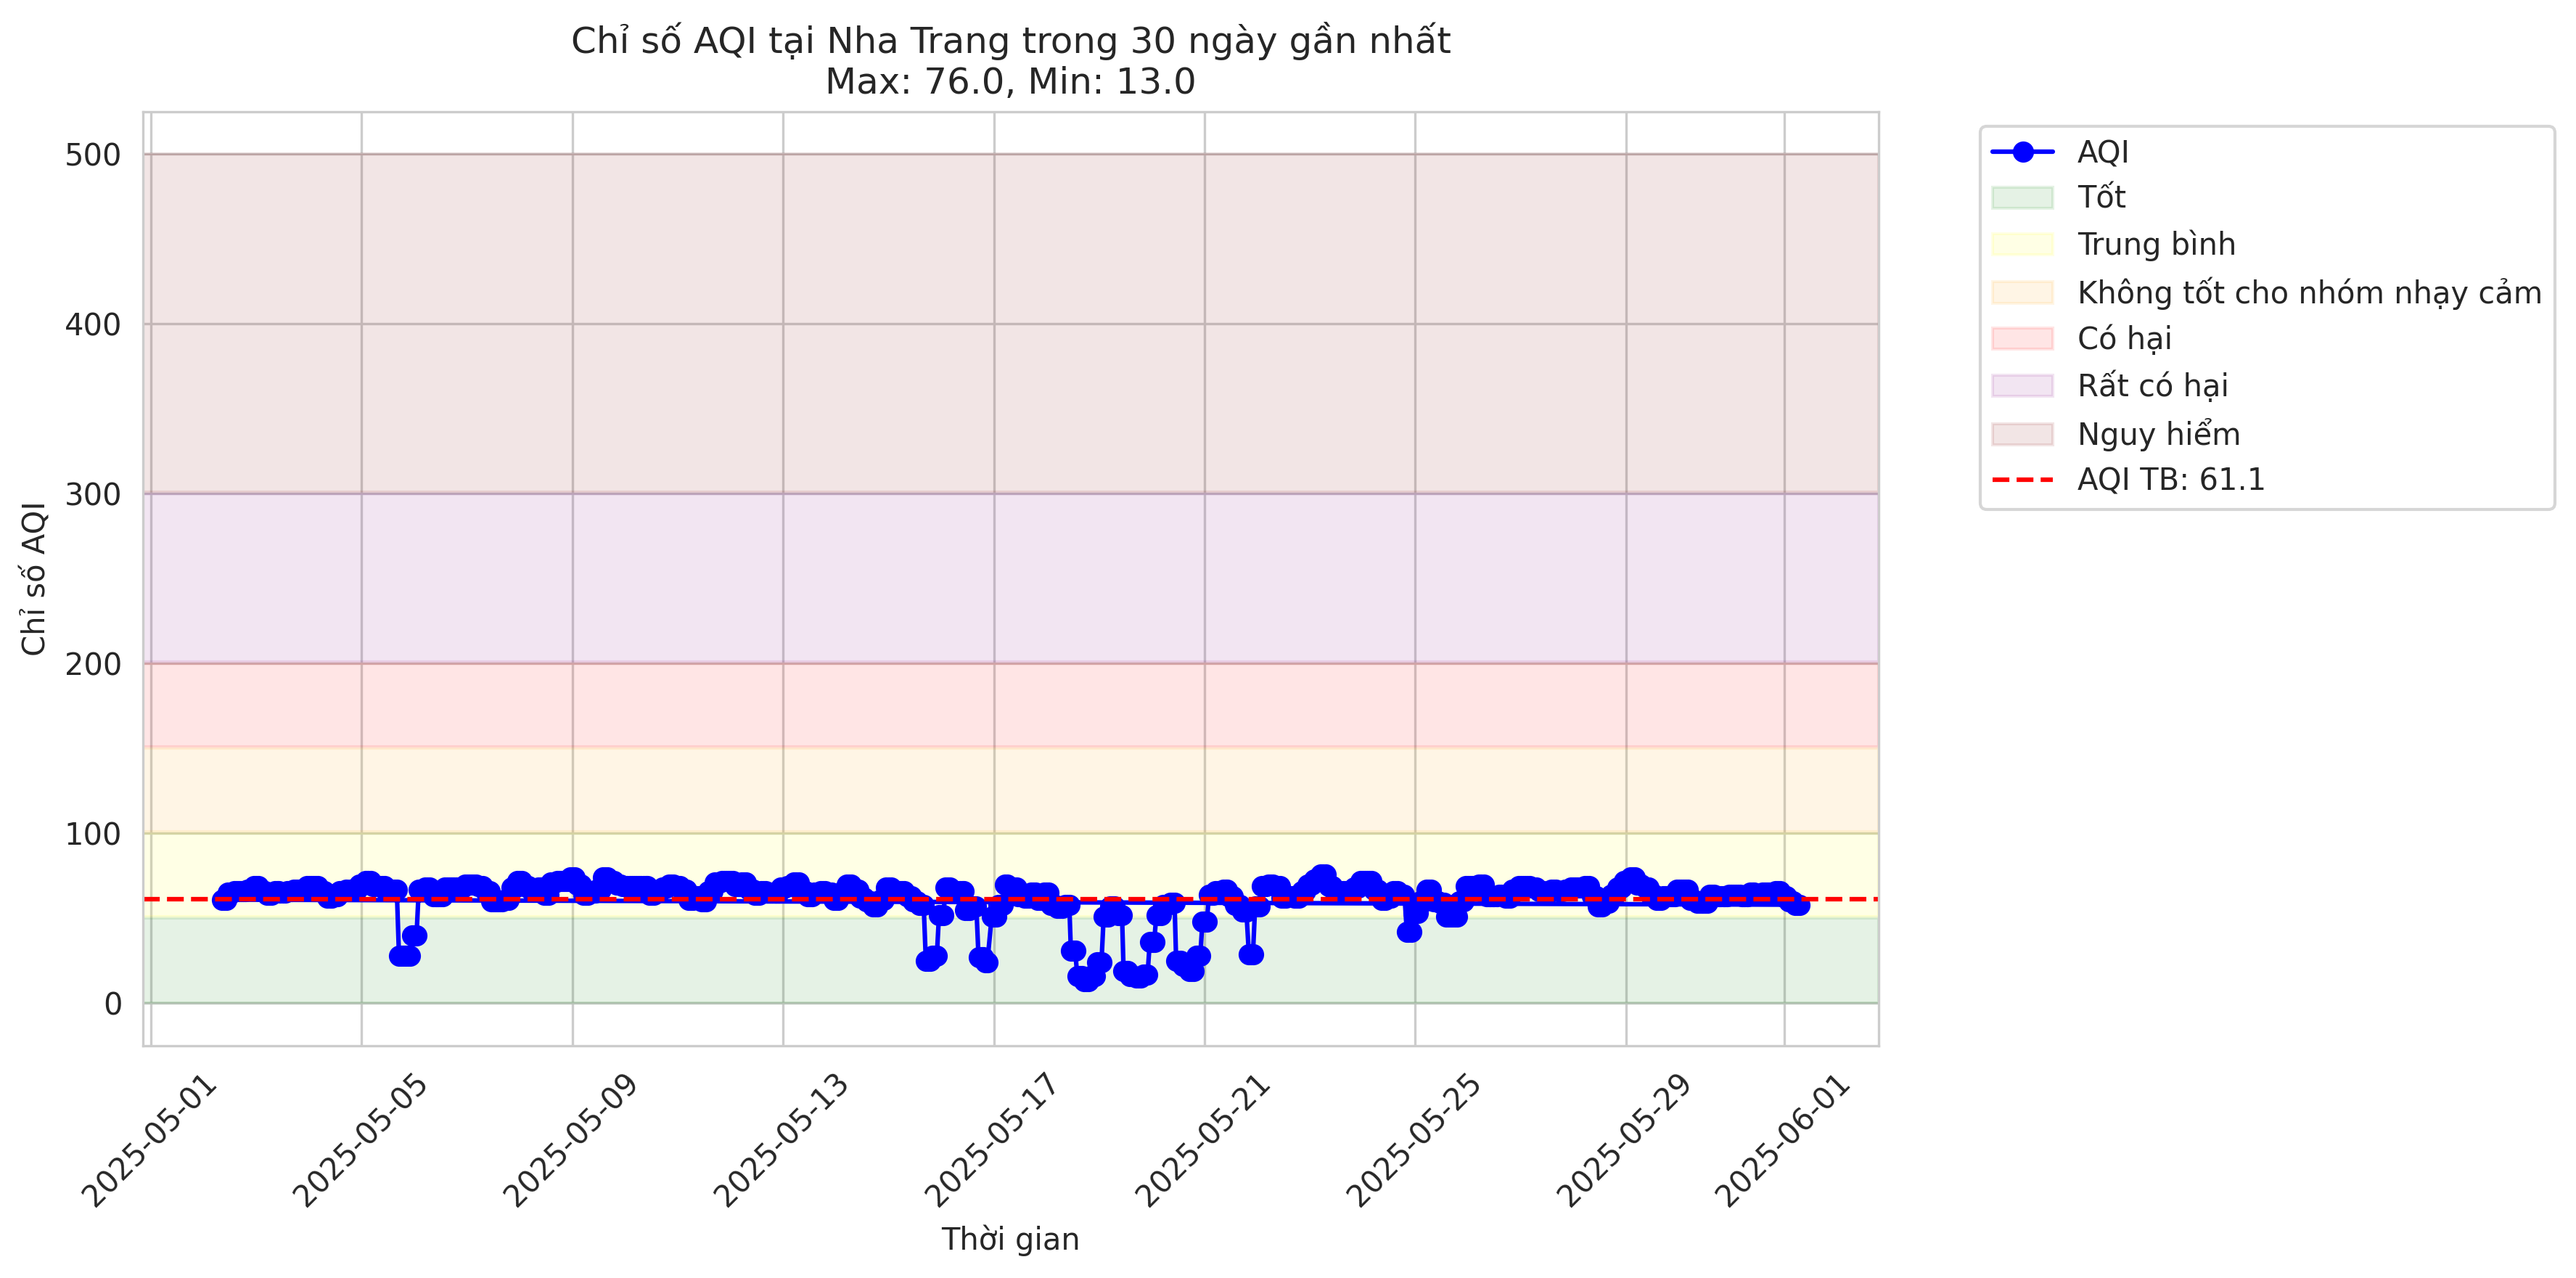 Chỉ số AQI tại Nha Trang trong 30 ngày gần nhất
Max: 76.0, Min: 13.0
Chỉ số AQI
500
400
300
200
100
0
2025-05-01
2025-05-05
2025-05-09
2025-05-13
2025-05-17
2025-05-21
2025-05-25
2025-05-29
2025-06-01
Thời gian
AQI
Tốt
Trung bình
Không tốt cho nhóm nhạy cảm
Có hại
Rất có hại
Nguy hiểm
AQI TB: 61.1